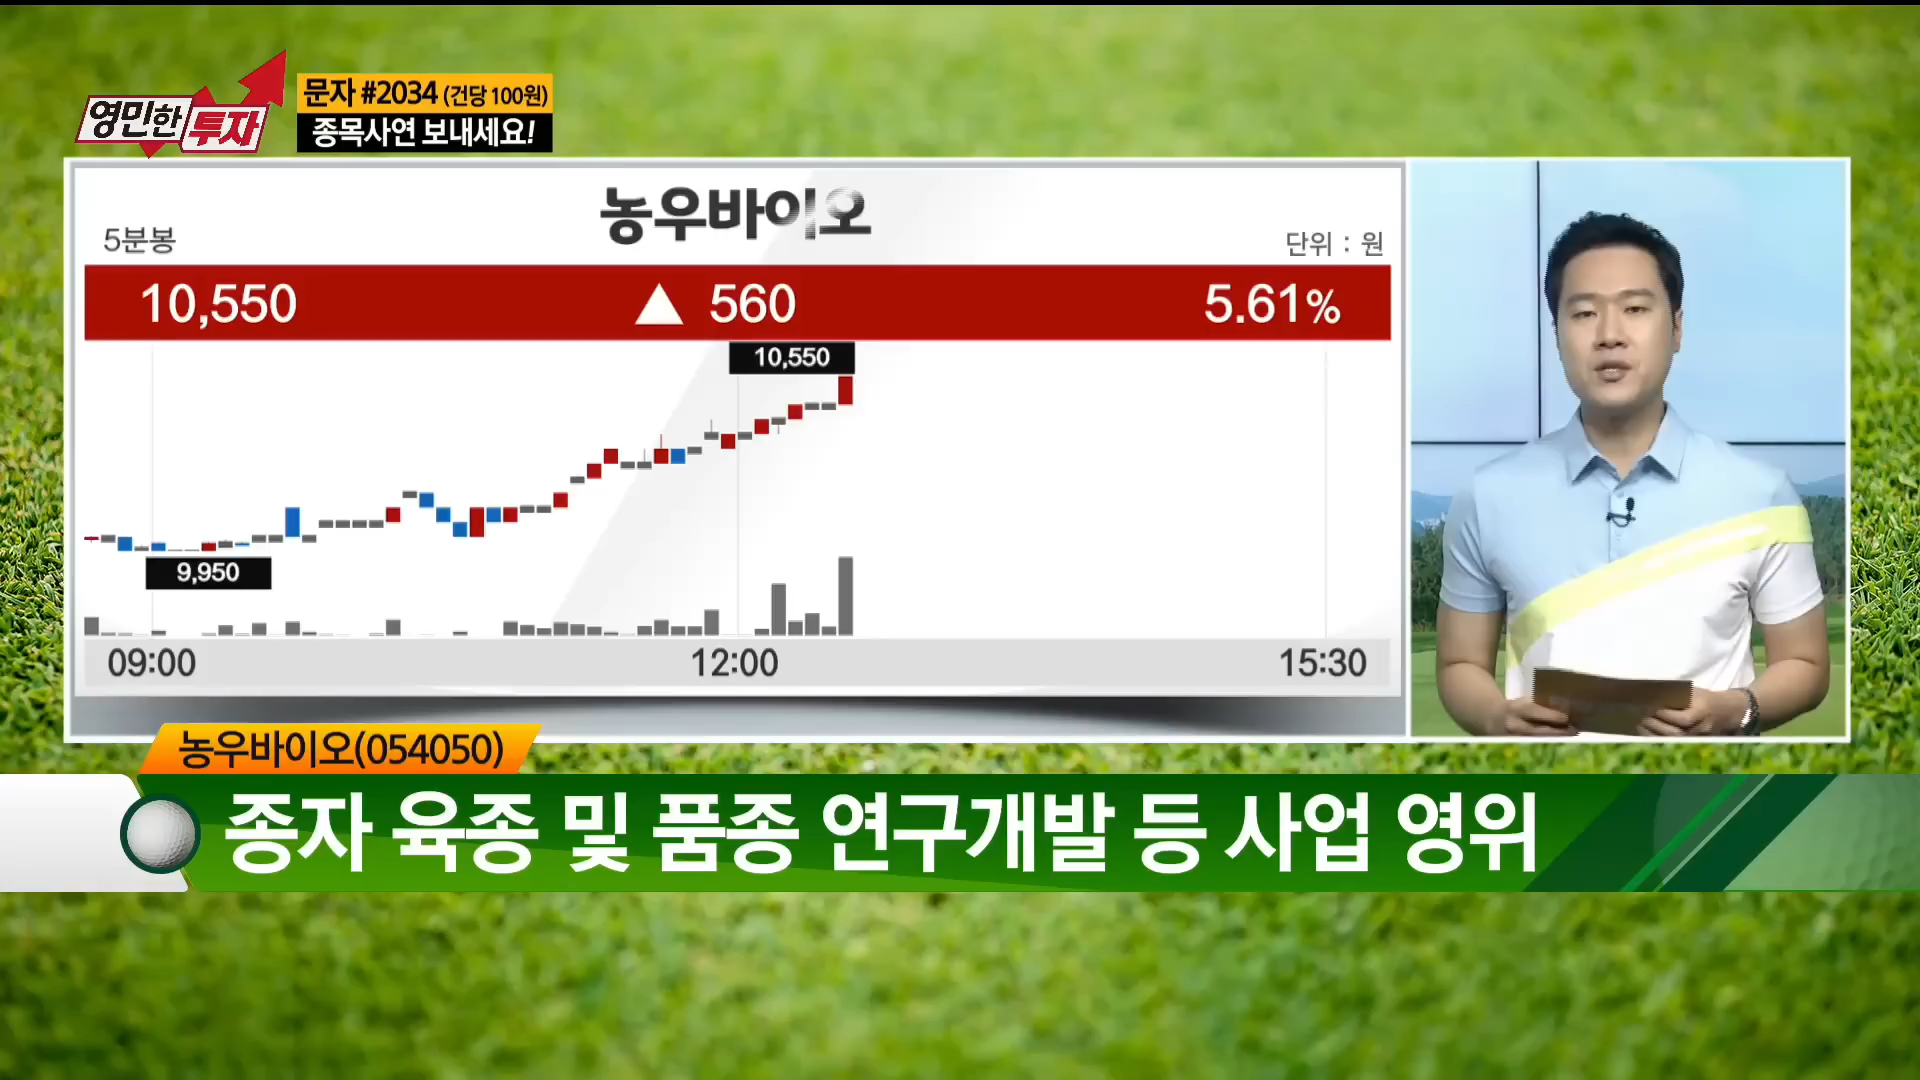 영민한 투자
문자 #2034 (건당 100원)
종목사연 보내세요!
농우바이오
5분봉
단위 : 원
10,550 ▲ 560 5.61%
10,550
9,950
09:00 12:00 15:30
농우바이오(054050)
종자 육종 및 품종 연구개발 등 사업 영위